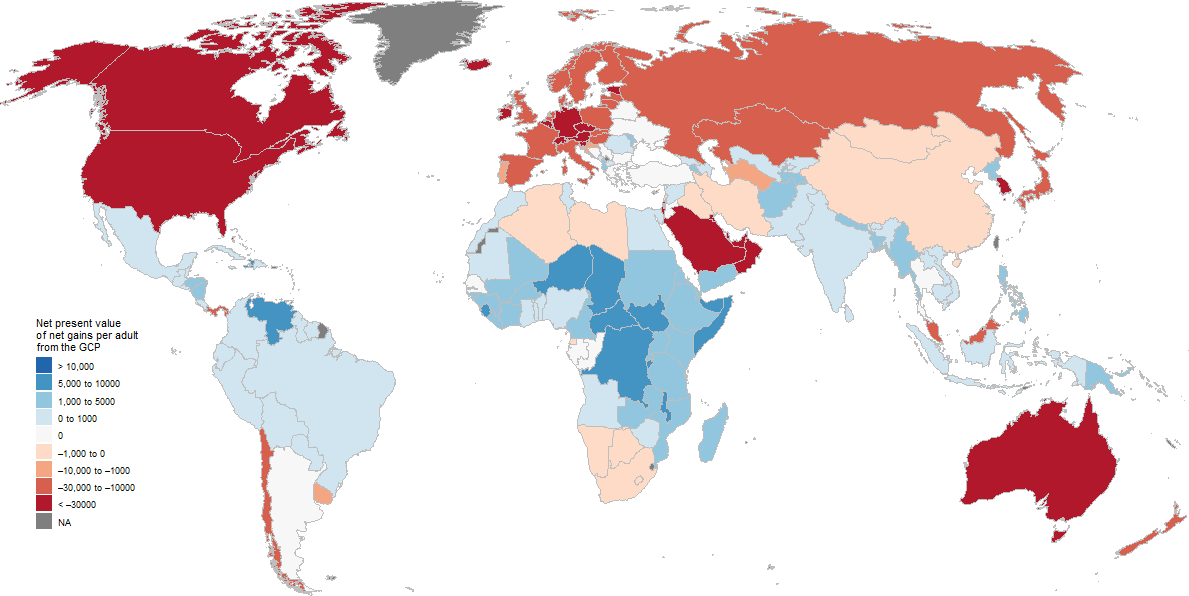 Net present value
of net gains per adult
from the GCP
> 10,000
5,000 to 10000
1,000 to 5000
0 to 1000
0
–1,000 to 0
–10,000 to –1000
–30,000 to –10000
< –30000
NA